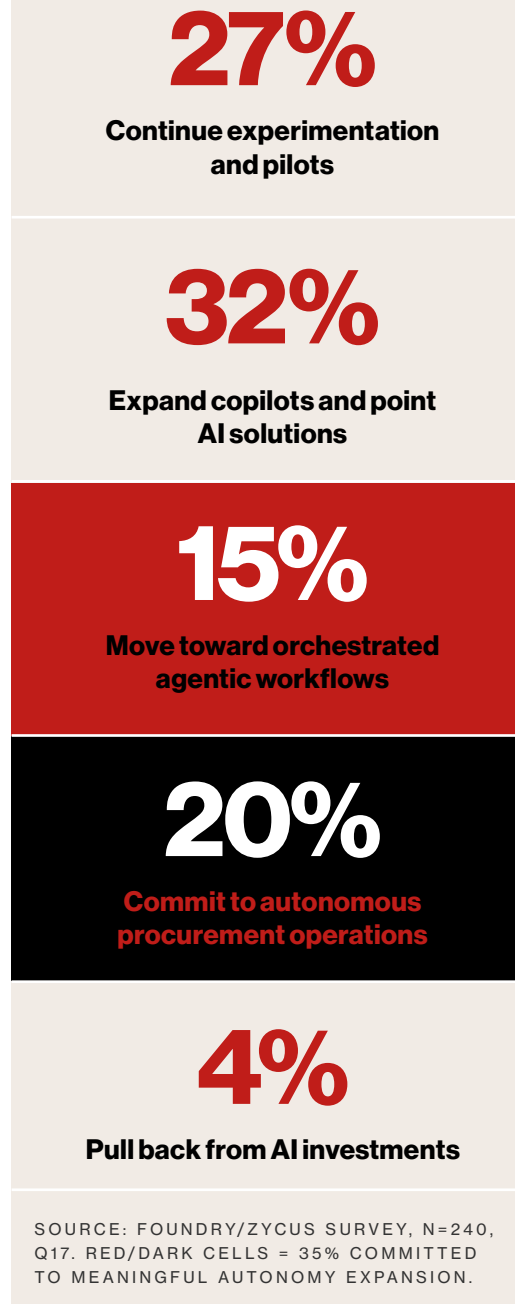 27%
Continue experimentation
and pilots
32%
Expand copilots and point
AI solutions
15%
Move toward orchestrated
agentic workflows
20%
Commit to autonomous
procurement operations
4%
Pull back from AI investments
SOURCE: FOUNDRY/ZYCUS SURVEY, N=240,
Q17. RED/DARK CELLS = 35% COMMITTED
TO MEANINGFUL AUTONOMY EXPANSION.